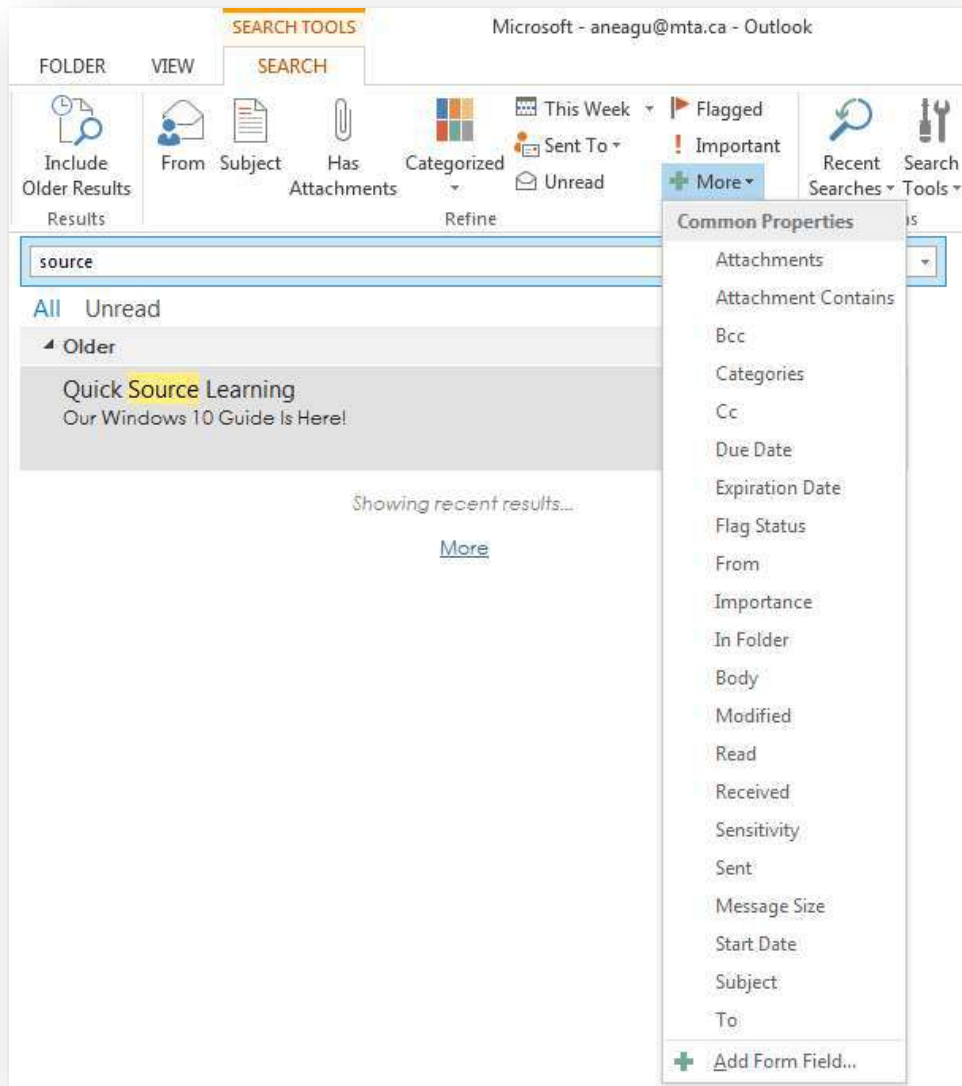 SEARCH TOOLS
Microsoft - aneagu@mta.ca - Outlook
FOLDER VIEW SEARCH
Include Older Results
From
Subject
Has Attachments
Categorized
This Week
Sent To
Unread
Flagged
Important
More
Recent Searches
Search Tools
Results
Refine
Common Properties
source
All Unread
Older
Quick Source Learning
Our Windows 10 Guide Is Here!
Showing recent results...
More
Attachments
Attachment Contains
Bcc
Categories
Cc
Due Date
Expiration Date
Flag Status
From
Importance
In Folder
Body
Modified
Read
Received
Sensitivity
Sent
Message Size
Start Date
Subject
To
Add Form Field...